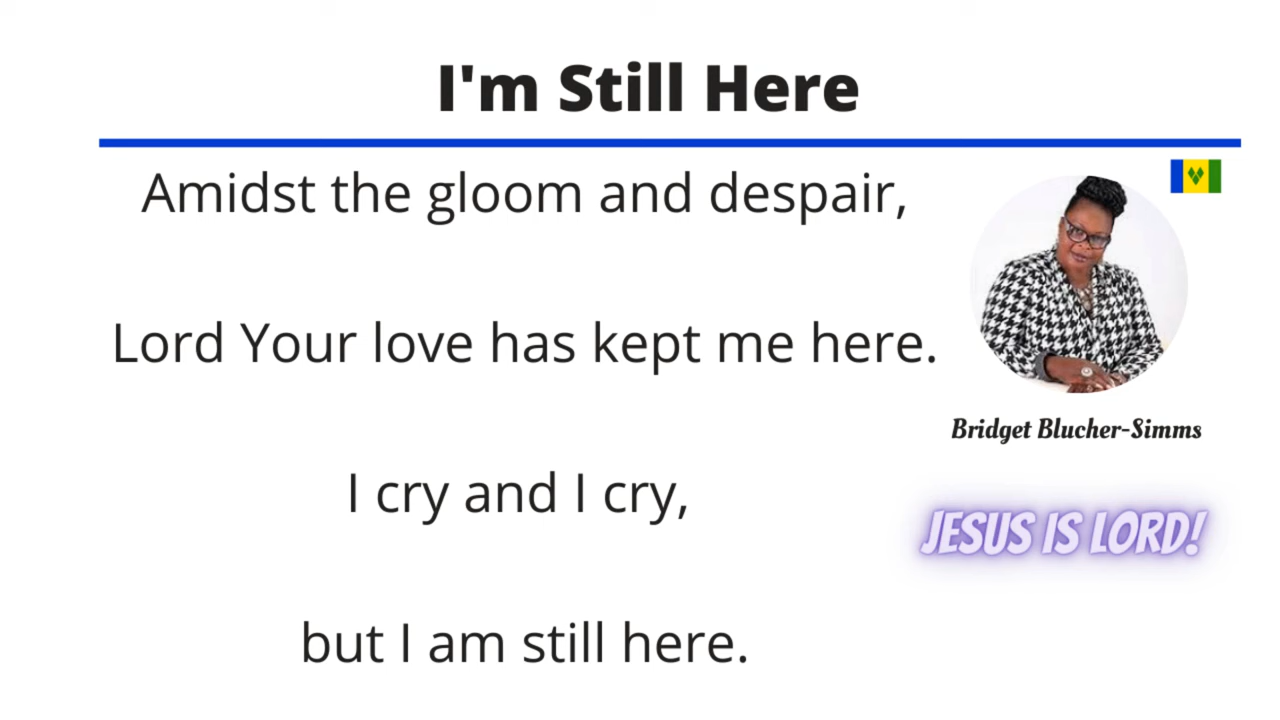 I'm Still Here
Amidst the gloom and despair,
Lord Your love has kept me here.
I cry and I cry,
but I am still here.
Bridget Blucher-Simms
JESUS IS LORD!